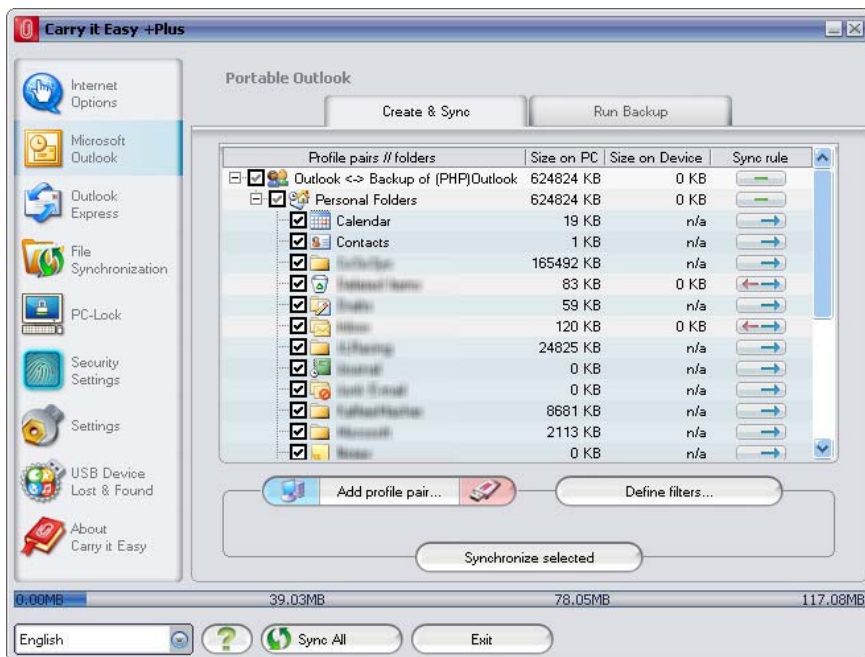 Carry it Easy +Plus
Internet
Options
Microsoft
Outlook
Outlook
Express
File
Synchronization
PC-Lock
Security
Settings
Settings
USB Device
Lost & Found
About
Carry it Easy
Portable Outlook
Create & Sync
Run Backup
Profile pairs // folders Size on PC Size on Device Sync rule
Outlook <-> Backup of (PHP)Outlook 624824 KB 0 KB
Personal Folders 624824 KB 0 KB
Calendar 19 KB n/a
Contacts 1 KB n/a
165492 KB n/a
83 KB 0 KB
59 KB n/a
120 KB 0 KB
24825 KB n/a
0 KB n/a
0 KB n/a
8681 KB n/a
2113 KB n/a
0 KB n/a
Add profile pair...
Define filters...
Synchronize selected
0.00MB 39.03MB 78.05MB 117.08MB
English
?
Sync All
Exit